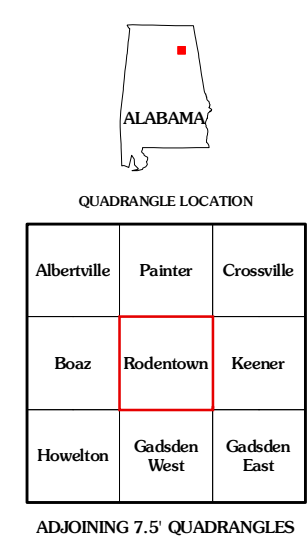 ALABAMA
QUADRANGLE LOCATION
Albertville Painter Crossville
Boaz Rodentown Keener
Howelton Gadsden West Gadsden East
ADJOINING 7.5' QUADRANGLES